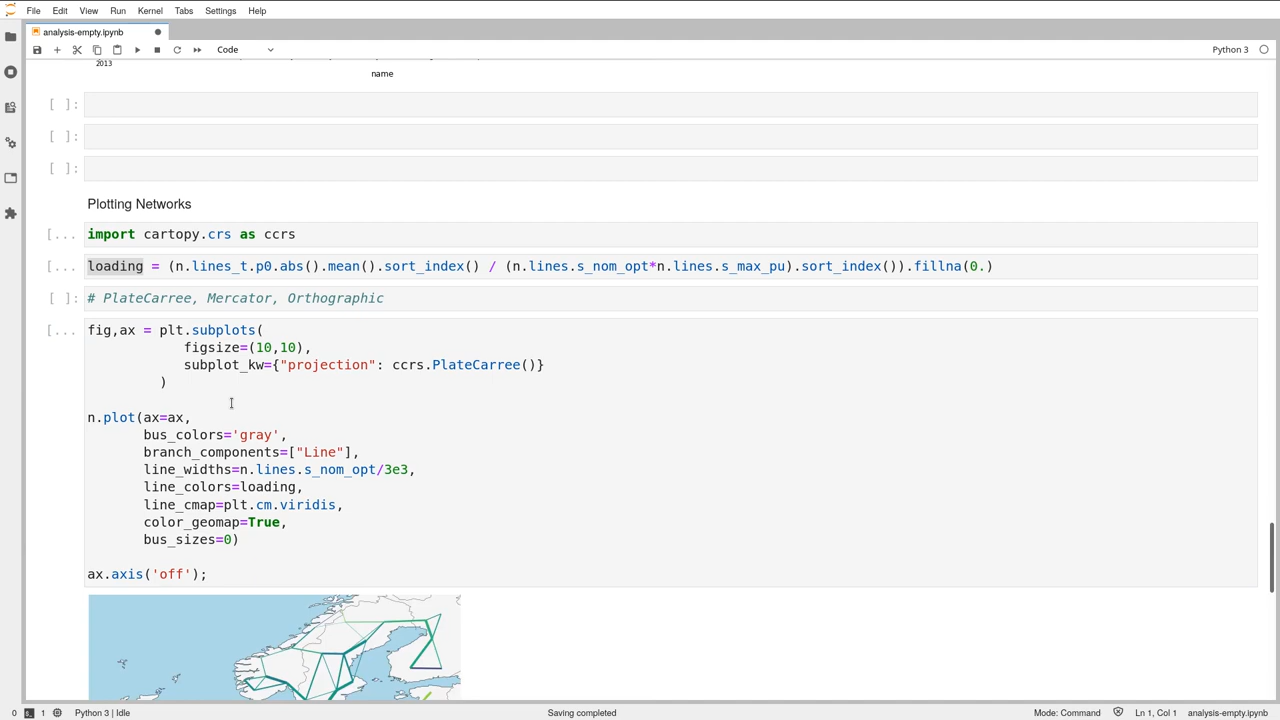 File Edit View Run Kernel Tabs Settings Help
analysis-empty.ipynb
Code
Python 3
2013
name
[ ]:
[ ]:
[ ]:
Plotting Networks
[...
import cartopy.crs as ccrs
[...
loading = (n.lines_t.p0.abs().mean().sort_index() / (n.lines.s_nom_opt*n.lines.s_max_pu).sort_index()).fillna(0.)
[ ]:
# PlateCarree, Mercator, Orthographic
[...
fig,ax = plt.subplots(
figsize=(10,10),
subplot_kw={"projection": ccrs.PlateCarree()}
)
n.plot(ax=ax,
bus_colors='gray',
branch_components=["Line"],
line_widths=n.lines.s_nom_opt/3e3,
line_colors=loading,
line_cmap=plt.cm.viridis,
color_geomap=True,
bus_sizes=0)
ax.axis('off');
0 1 Python 3 | Idle Saving completed Mode: Command Ln 1, Col 1 analysis-empty.ipynb